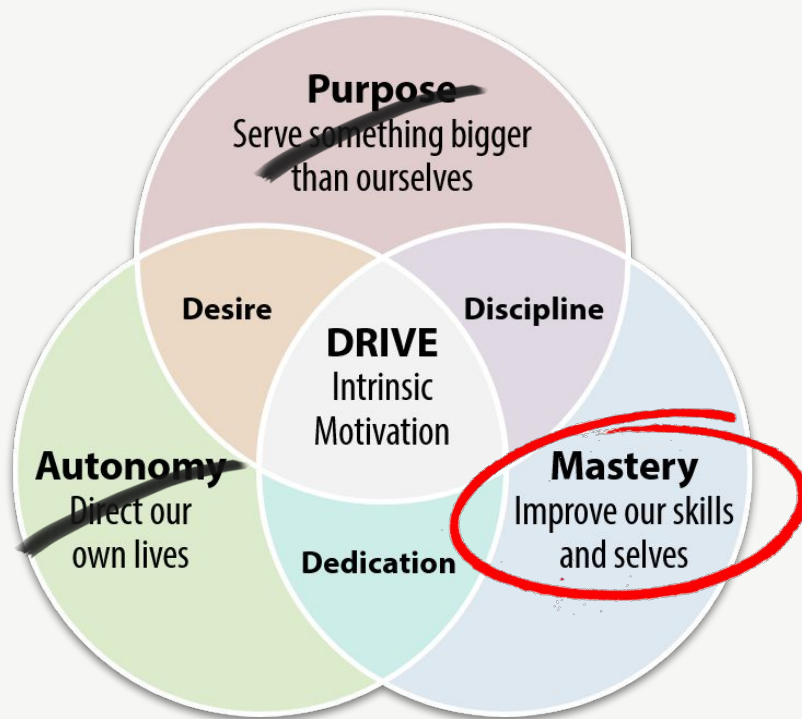 Purpose
Serve something bigger
than ourselves
Desire
Discipline
DRIVE
Intrinsic
Motivation
Autonomy
Direct our
own lives
Mastery
Improve our skills
and selves
Dedication